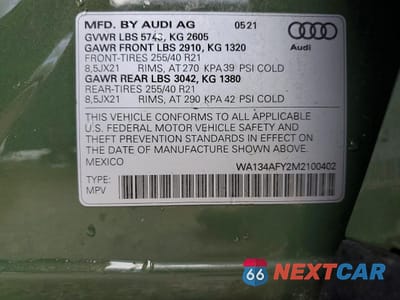 MFD. BY AUDI AG 05 21
GVWR LBS 5743, KG 2605
GAWR FRONT LBS 2910, KG 1320
FRONT-TIRES 255/40 R21
8,5JX21 RIMS, AT 270 KPA 39 PSI COLD
GAWR REAR LBS 3042, KG 1380
REAR-TIRES 255/40 R21
8,5JX21 RIMS, AT 290 KPA 42 PSI COLD
Audi
THIS VEHICLE CONFORMS TO ALL APPLICABLE
U.S. FEDERAL MOTOR VEHICLE SAFETY AND
THEFT PREVENTION STANDARDS IN EFFECT ON
THE DATE OF MANUFACTURE SHOWN ABOVE.
MEXICO WA134AFY2M2100402
TYPE:
MPV
66 NEXTCAR